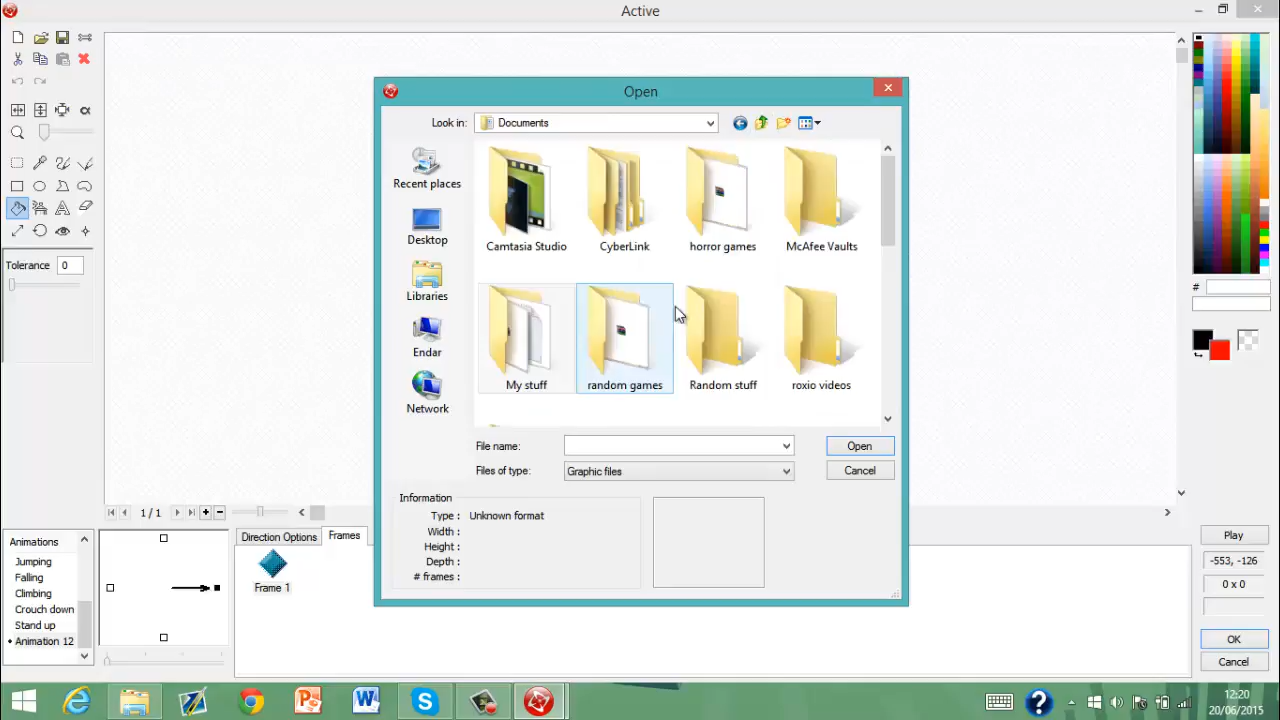 Active
Open
Look in:
Documents
Recent places
Desktop
Libraries
Endar
Network
Camtasia Studio
CyberLink
horror games
McAfee Vaults
My stuff
random games
Random stuff
roxio videos
File name:
Open
Files of type:
Graphic files
Cancel
Information
Type :
Unknown format
Width :
Height :
Depth :
# frames :
Tolerance
0
#
1 / 1
Animations
Jumping
Falling
Climbing
Crouch down
Stand up
Animation 12
Direction Options
Frames
Frame 1
Play
-553, -126
0 x 0
OK
Cancel
12:20
20/06/2015